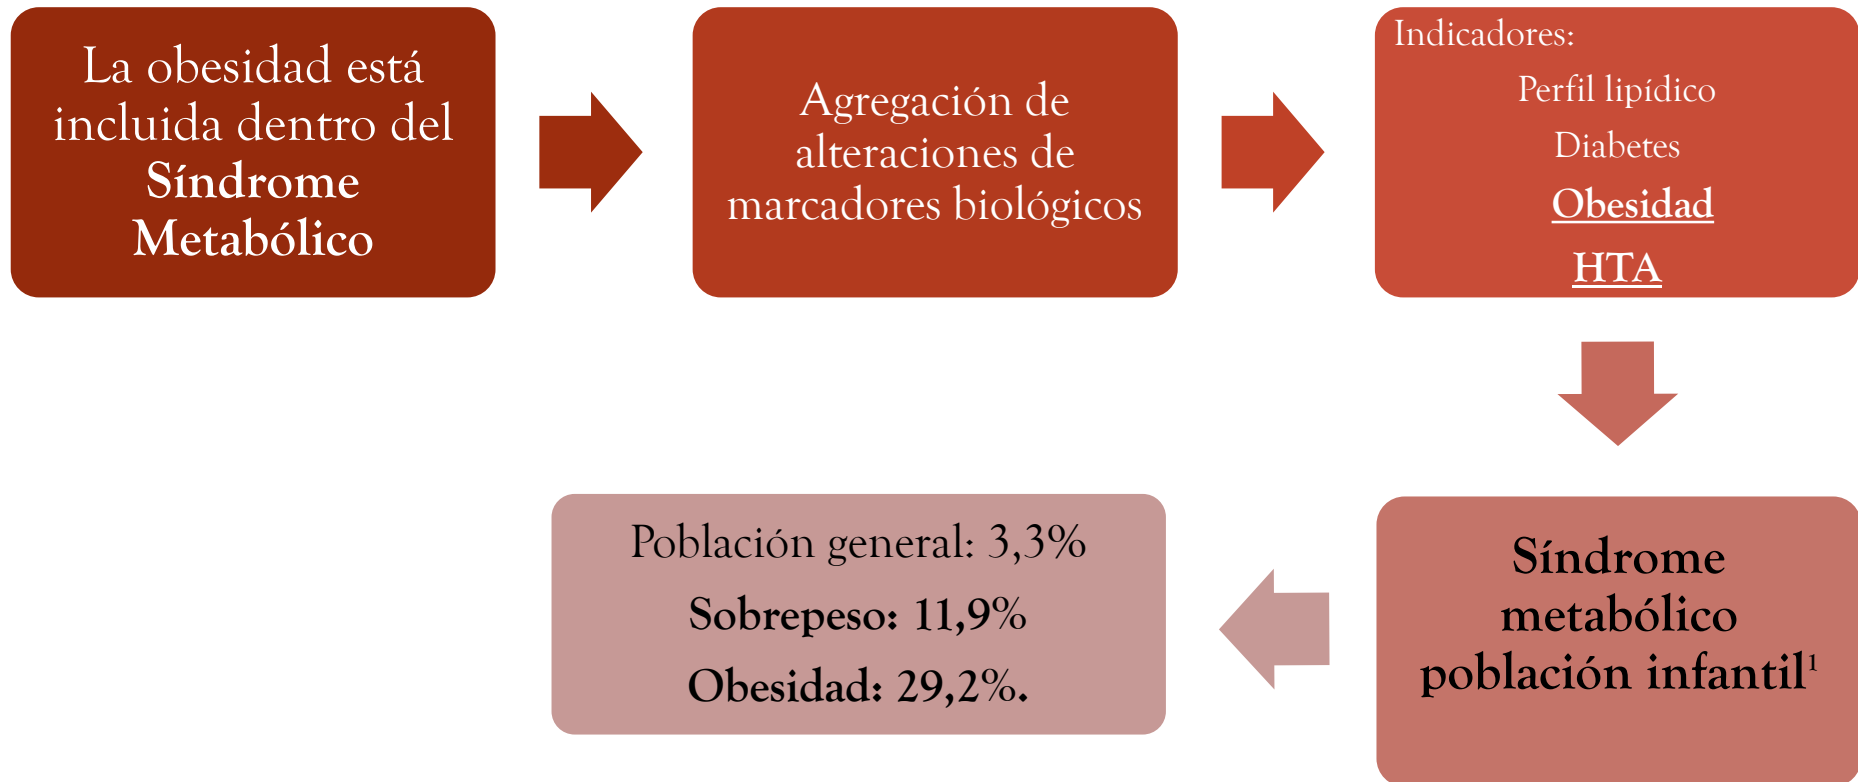 La obesidad está
incluida dentro del
Síndrome
Metabólico
Agregación de
alteraciones de
marcadores biológicos
Indicadores:
Perfil lipídico
Diabetes
Obesidad
HTA
Síndrome
metabólico
población infantil¹
Población general: 3,3%
Sobrepeso: 11,9%
Obesidad: 29,2%.